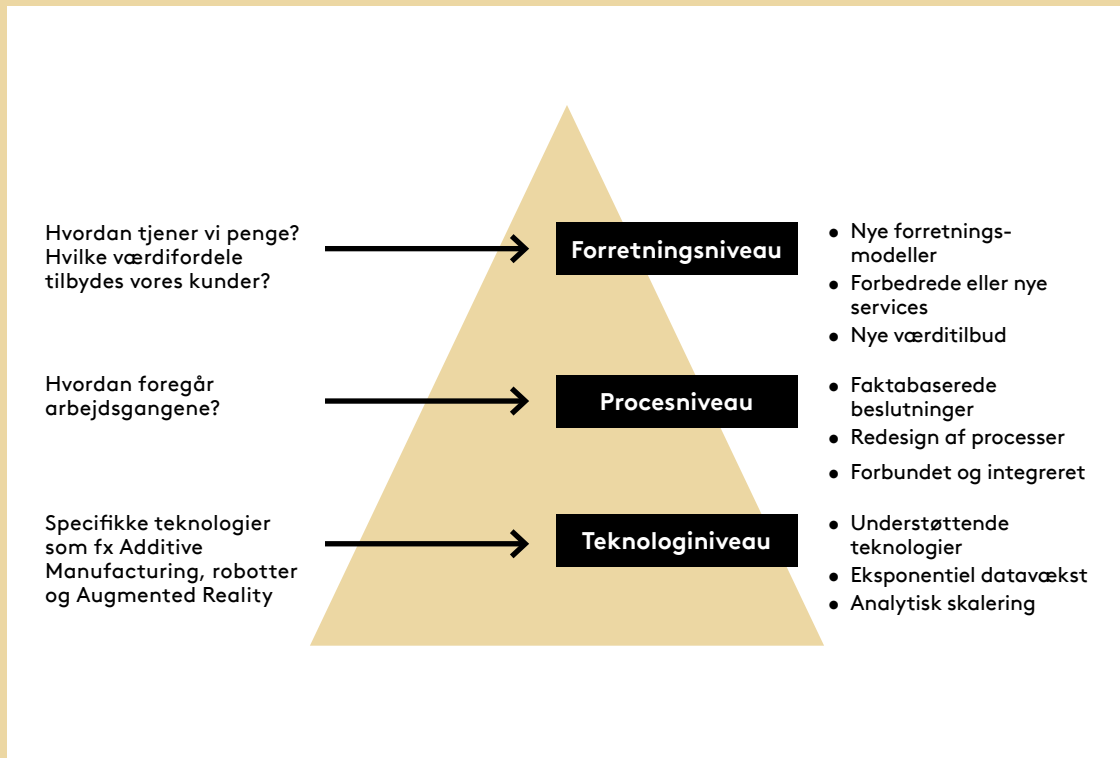 Hvordan tjener vi penge?
Hvilke værdifordele
tilbydes vores kunder?
Forretningsniveau
• Nye forretnings-
modeller
• Forbedrede eller nye
services
• Nye værditilbud
Hvordan foregår
arbejdsgangene?
Procesniveau
• Faktabaserede
beslutninger
• Redesign af processer
• Forbundet og integreret
Specifikke teknologier
som fx Additive
Manufacturing, robotter
og Augmented Reality
Teknologiniveau
• Understøttende
teknologier
• Eksponentiel datavækst
• Analytisk skalering